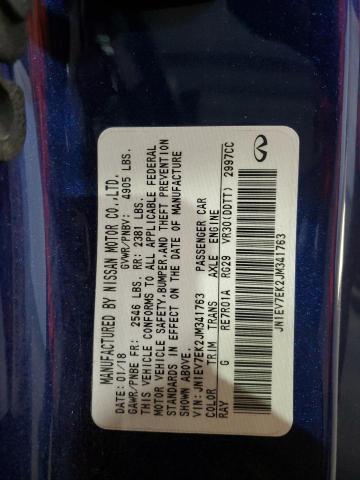 MANUFACTURED BY NISSAN MOTOR CO.,LTD.
DATE: 01/18 GVWR/PNBV: 4905 LBS.
GAWR/PNBE FR: 2546 LBS. RR: 2381 LBS.
THIS VEHICLE CONFORMS TO ALL APPLICABLE FEDERAL
MOTOR VEHICLE SAFETY,BUMPER,AND THEFT PREVENTION
STANDARDS IN EFFECT ON THE DATE OF MANUFACTURE
SHOWN ABOVE.
VIN: JN1EV7EK2JM341763 PASSENGER CAR
COLOR TRIM TRANS AXLE ENGINE
RAY G RE7R01A RG29 VR30(DDTT) 2997CC
JN1EV7EK2JM341763